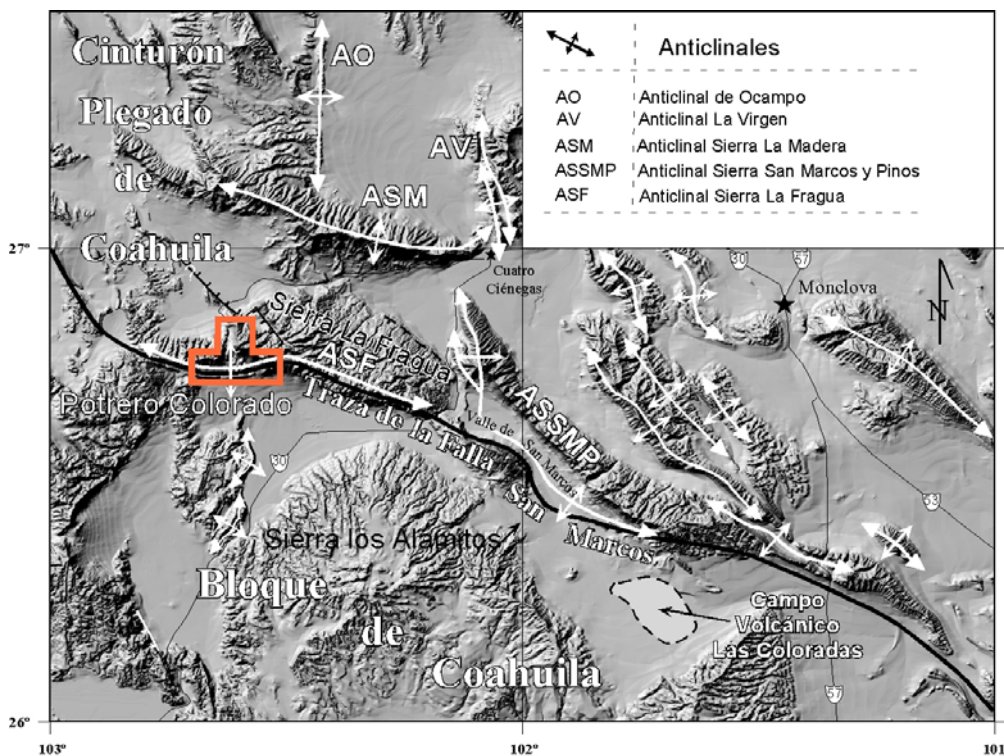 Cinturón
Plegado
de
Coahuila
AO
AV
ASM
Anticlinales
AO Anticlinal de Ocampo
AV Anticlinal La Virgen
ASM Anticlinal Sierra La Madera
ASSMP Anticlinal Sierra San Marcos y Pinos
ASF Anticlinal Sierra La Fragua
27°
Cuatro
Ciénegas
30
57
Monclova
N
Sierra La Fragua
ASF
Potrero Colorado
Traza de la Falla
San
Marcos
Valle de
San Marcos
ASSMP
30
53
Sierra los Alamitos
Bloque
de
Coahuila
Campo
Volcánico
Las Coloradas
57
26°
103°
102°
101